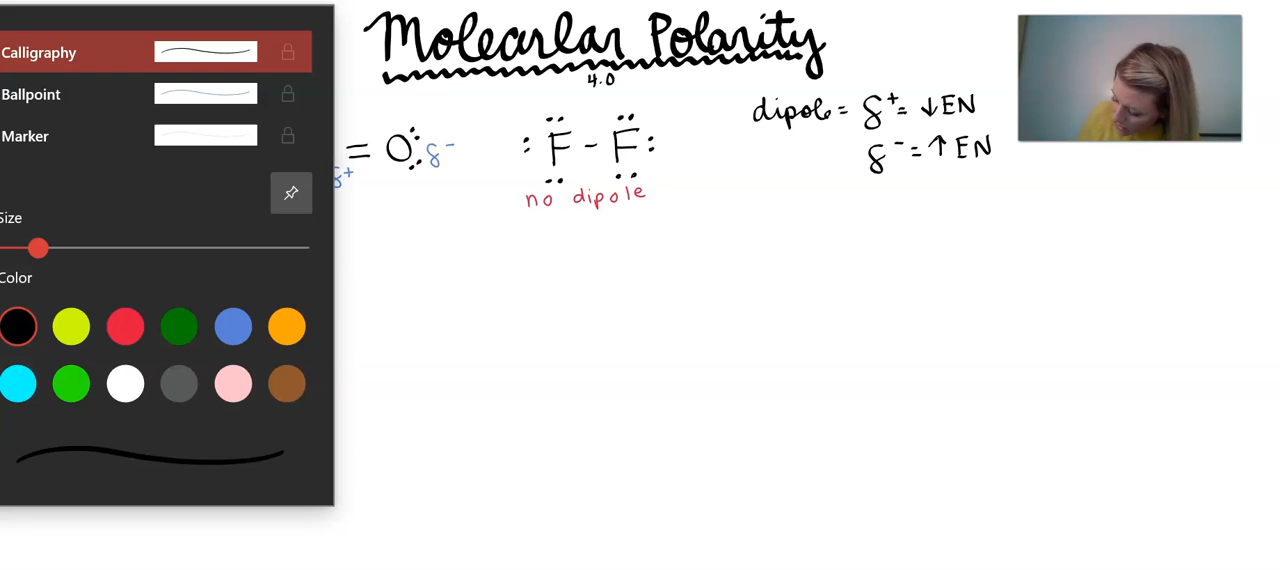 Calligraphy
Ballpoint
Marker
Size
Color
Molecular Polarity
4.0
= O: δ-
δ+
:F-F:
no dipole
dipole = δ+ = ↓EN
δ- = ↑EN